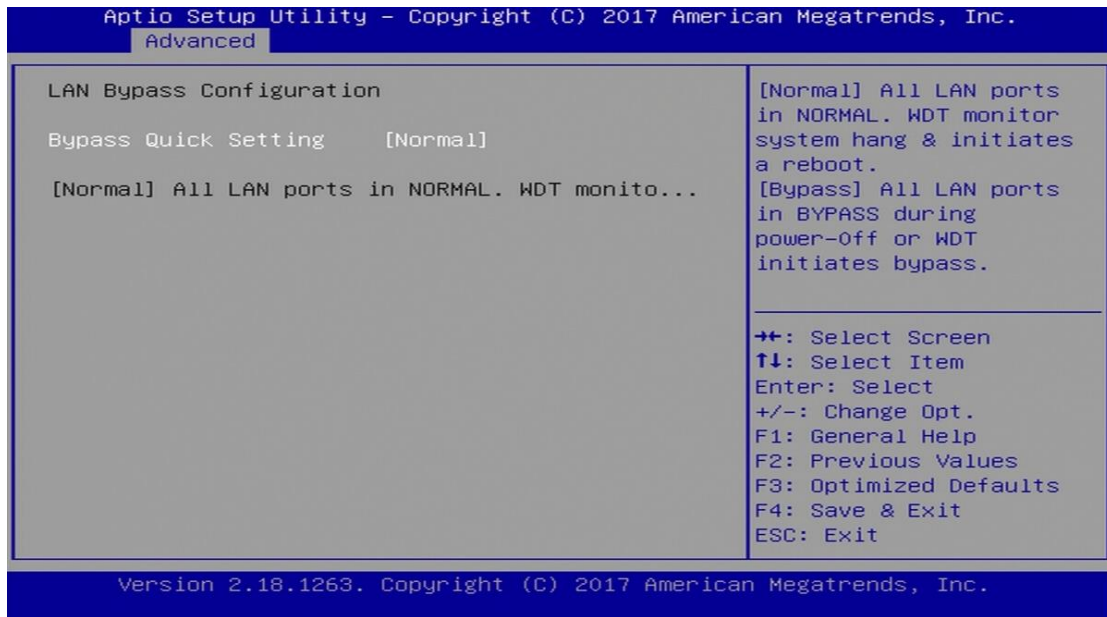 Aptio Setup Utility – Copyright (C) 2017 American Megatrends, Inc.
Advanced
LAN Bypass Configuration
Bypass Quick Setting [Normal]
[Normal] All LAN ports in NORMAL. WDT monito...
[Normal] All LAN ports
in NORMAL. WDT monitor
system hang & initiates
a reboot.
[Bypass] All LAN ports
in BYPASS during
power-Off or WDT
initiates bypass.
→←: Select Screen
↑↓: Select Item
Enter: Select
+/-: Change Opt.
F1: General Help
F2: Previous Values
F3: Optimized Defaults
F4: Save & Exit
ESC: Exit
Version 2.18.1263. Copyright (C) 2017 American Megatrends, Inc.